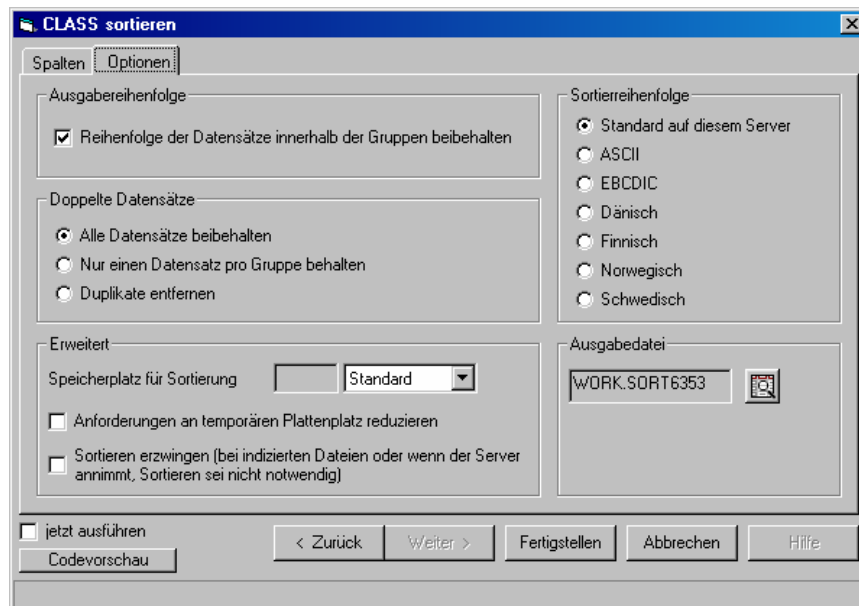 CLASS sortieren
Spalten
Optionen
Ausgabereihenfolge
Reihenfolge der Datensätze innerhalb der Gruppen beibehalten
Doppelte Datensätze
Alle Datensätze beibehalten
Nur einen Datensatz pro Gruppe behalten
Duplikate entfernen
Erweitert
Speicherplatz für Sortierung
Standard
Anforderungen an temporären Plattenplatz reduzieren
Sortieren erzwingen (bei indizierten Dateien oder wenn der Server
annimmt, Sortieren sei nicht notwendig)
Sortierreihenfolge
Standard auf diesem Server
ASCII
EBCDIC
Dänisch
Finnisch
Norwegisch
Schwedisch
Ausgabedatei
WORK.SORT6353
jetzt ausführen
Codevorschau
< Zurück
Weiter >
Fertigstellen
Abbrechen
Hilfe